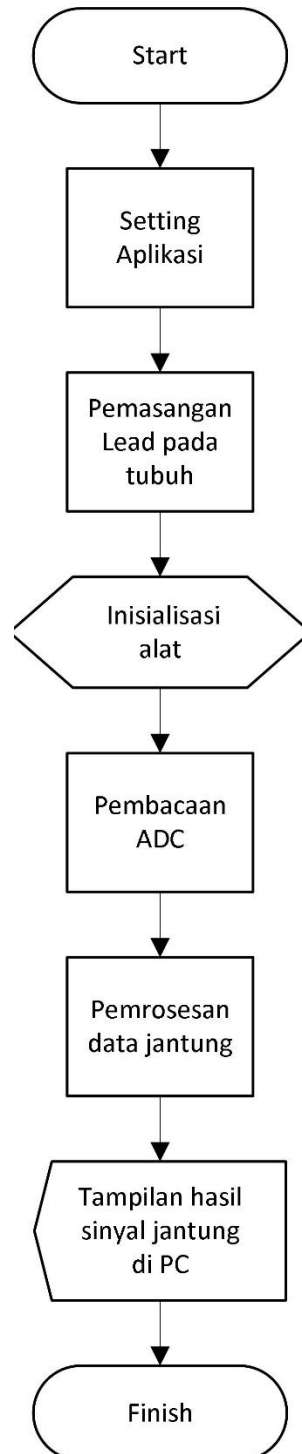 Start
Setting
Aplikasi
Pemasangan
Lead pada
tubuh
Inisialisasi
alat
Pembacaan
ADC
Pemrosesan
data jantung
Tampilan hasil
sinyal jantung
di PC
Finish